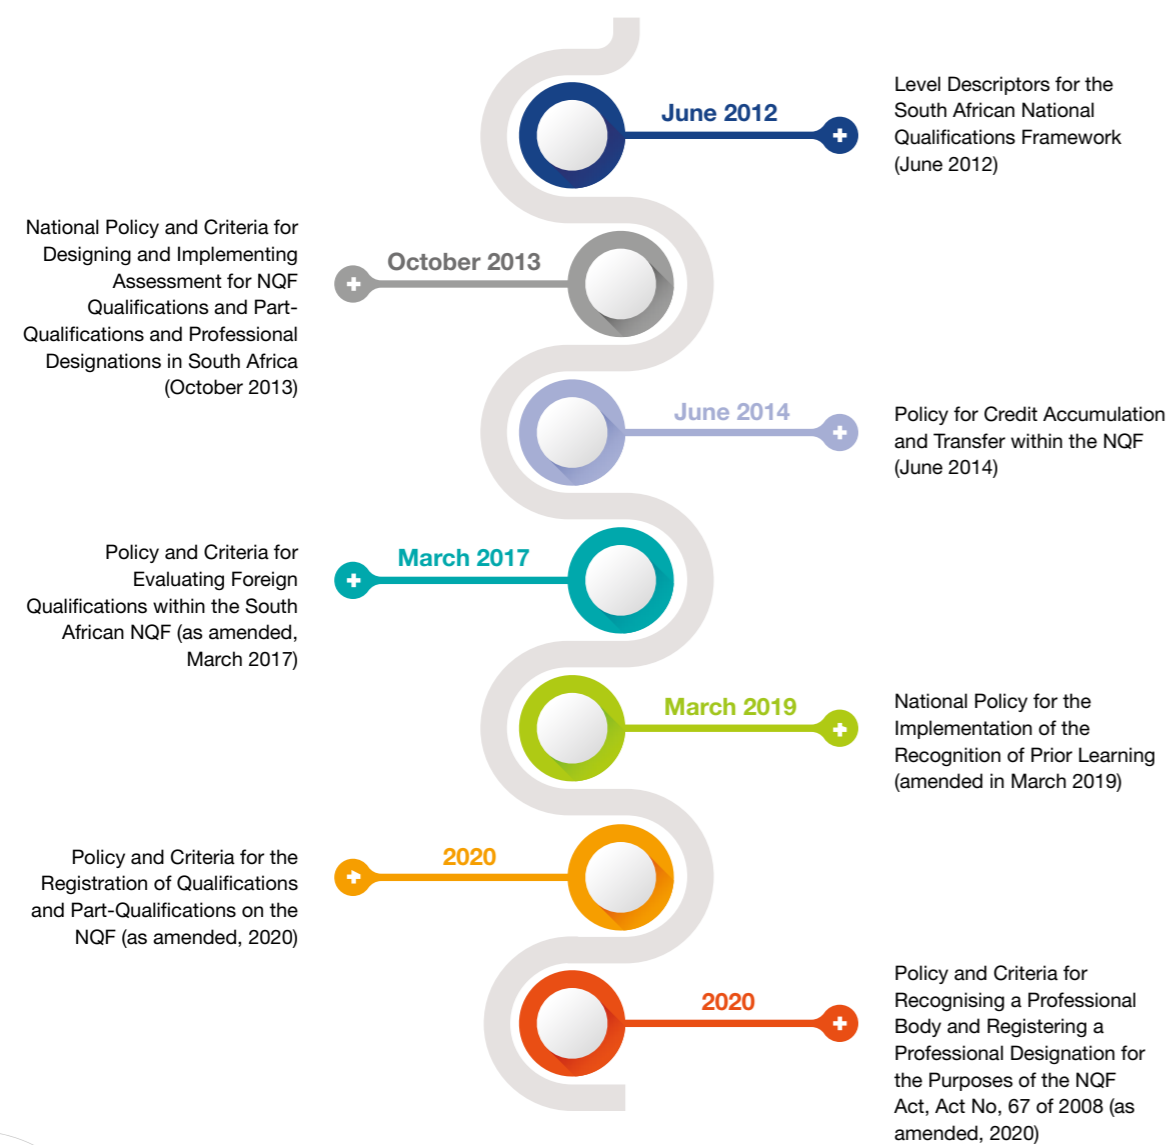 June 2012
Level Descriptors for the
South African National
Qualifications Framework
(June 2012)
National Policy and Criteria for
Designing and Implementing
Assessment for NQF
Qualifications and Part-
Qualifications and Professional
Designations in South Africa
(October 2013)
October 2013
June 2014
Policy for Credit Accumulation
and Transfer within the NQF
(June 2014)
Policy and Criteria for
Evaluating Foreign
Qualifications within the South
African NQF (as amended,
March 2017)
March 2017
March 2019
National Policy for the
Implementation of the
Recognition of Prior Learning
(amended in March 2019)
Policy and Criteria for the
Registration of Qualifications
and Part-Qualifications on the
NQF (as amended, 2020)
2020
2020
Policy and Criteria for
Recognising a Professional
Body and Registering a
Professional Designation for
the Purposes of the NQF
Act, Act No, 67 of 2008 (as
amended, 2020)